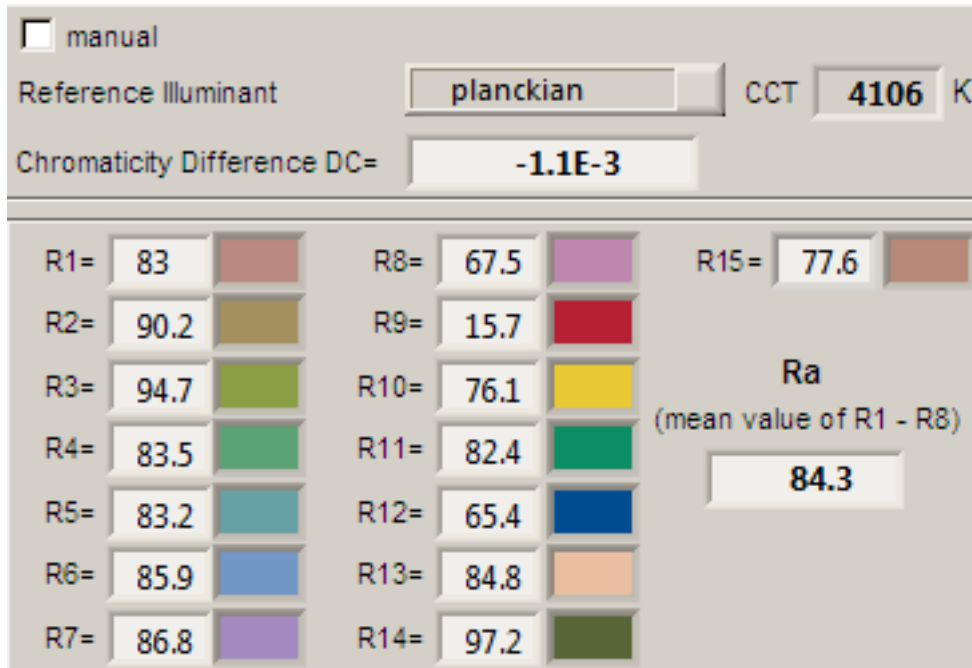 manual
Reference Illuminant planckian CCT 4106 K
Chromaticity Difference DC= -1.1E-3
R1= 83 R8= 67.5 R15= 77.6
R2= 90.2 R9= 15.7
R3= 94.7 R10= 76.1 Ra
(mean value of R1 - R8)
R4= 83.5 R11= 82.4
84.3
R5= 83.2 R12= 65.4
R6= 85.9 R13= 84.8
R7= 86.8 R14= 97.2